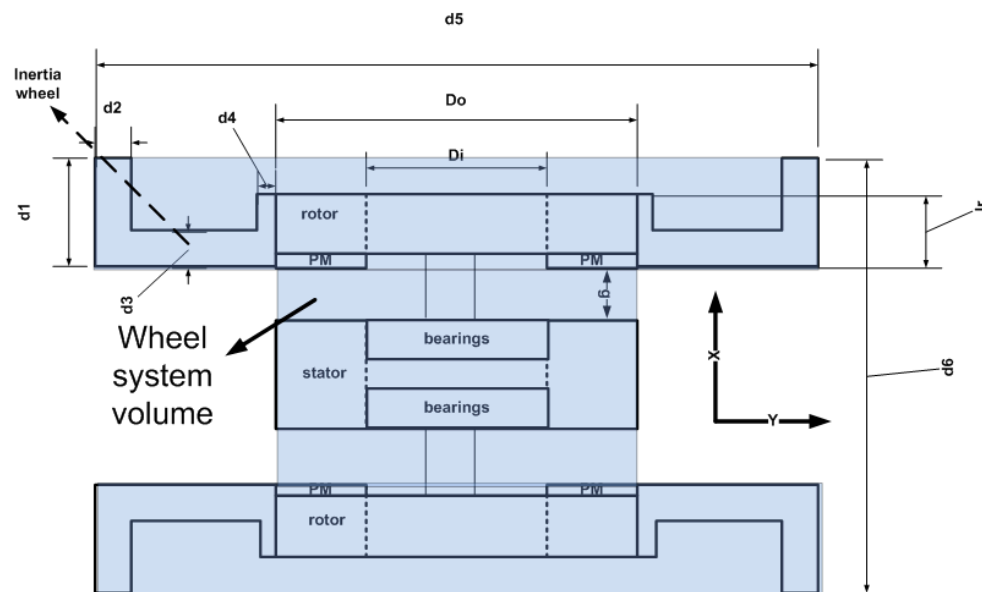 d5
Inertia
wheel
d2
Do
d4
Di
d1
rotor
lr
PM
PM
d3
g
Wheel
system
volume
bearings
stator
bearings
X
Y
d6
PM
PM
rotor